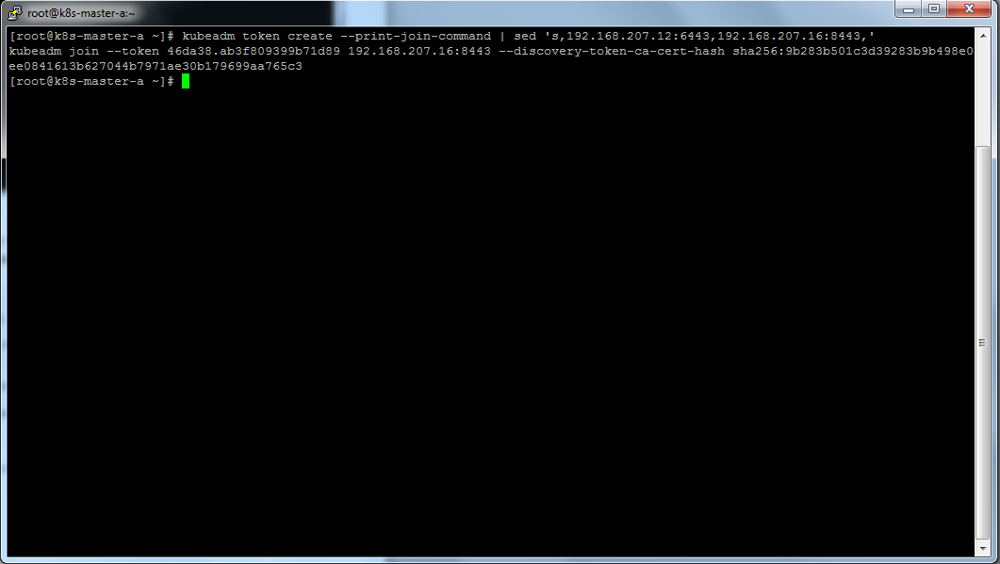 root@k8s-master-a:~
[root@k8s-master-a ~]# kubeadm token create --print-join-command | sed 's,192.168.207.12:6443,192.168.207.16:8443,'
kubeadm join --token 46da38.ab3f809399b71d89 192.168.207.16:8443 --discovery-token-ca-cert-hash sha256:9b283b501c3d39283b9b498e0
ee0841613b627044b7971ae30b179699aa765c3
[root@k8s-master-a ~]#